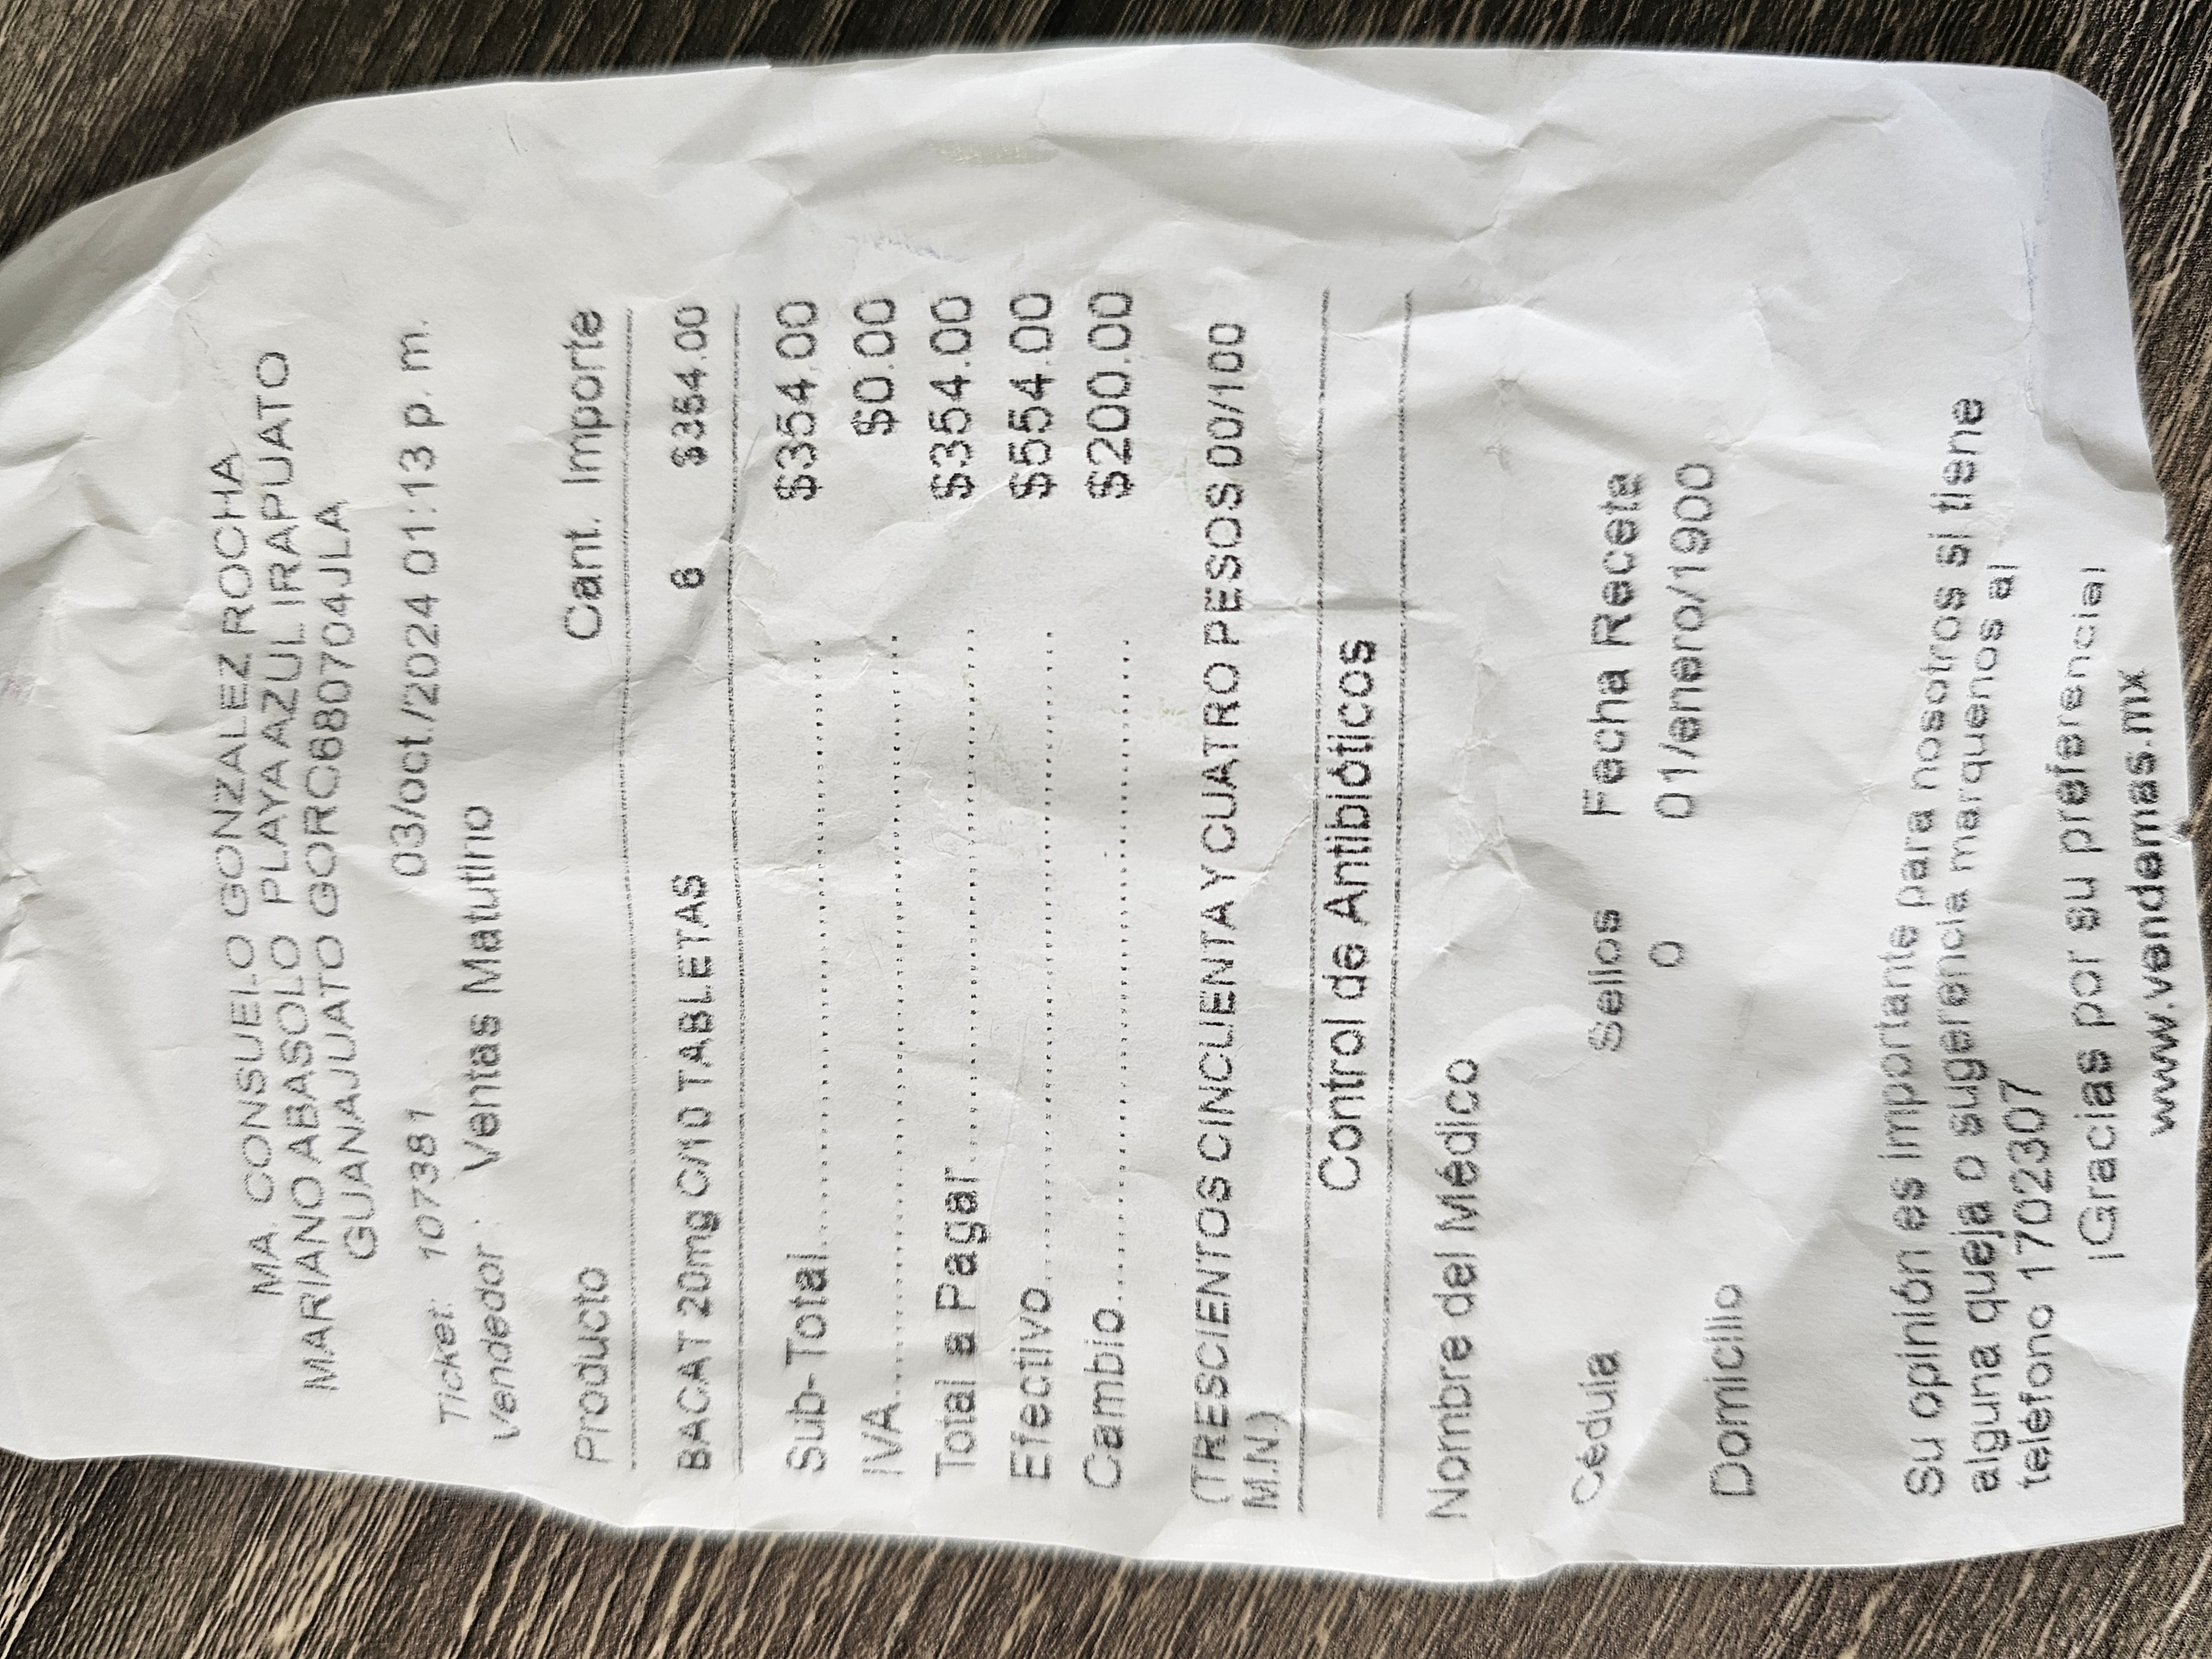 MA. CONSUELO GONZALEZ ROCHA
MARIANO ABASOLO PLAYA AZUL IRAPUATO
GUANAJUATO GORC680704JLA
Ticket: 107381 03/oct./2024 01:13 p. m.
Vendedor : Ventas Matutino
Producto Cant. Importe
BACAT 20mg C/10 TABLETAS 6 $354.00
Sub-Total $354.00
IVA $0.00
Total a Pagar $354.00
Efectivo $554.00
Cambio $200.00
(TRESCIENTOS CINCUENTA Y CUATRO PESOS 00/100
M.N.)
Control de Antibióticos
Nombre del Médico
Cédula Sellos Fecha Receta
0 01/enero/1900
Domicilio
Su opinión es importante para nosotros si tiene
alguna queja o sugerencia marquenos al
telefono 1702307
¡Gracias por su preferencia!
www.vendemas.mx